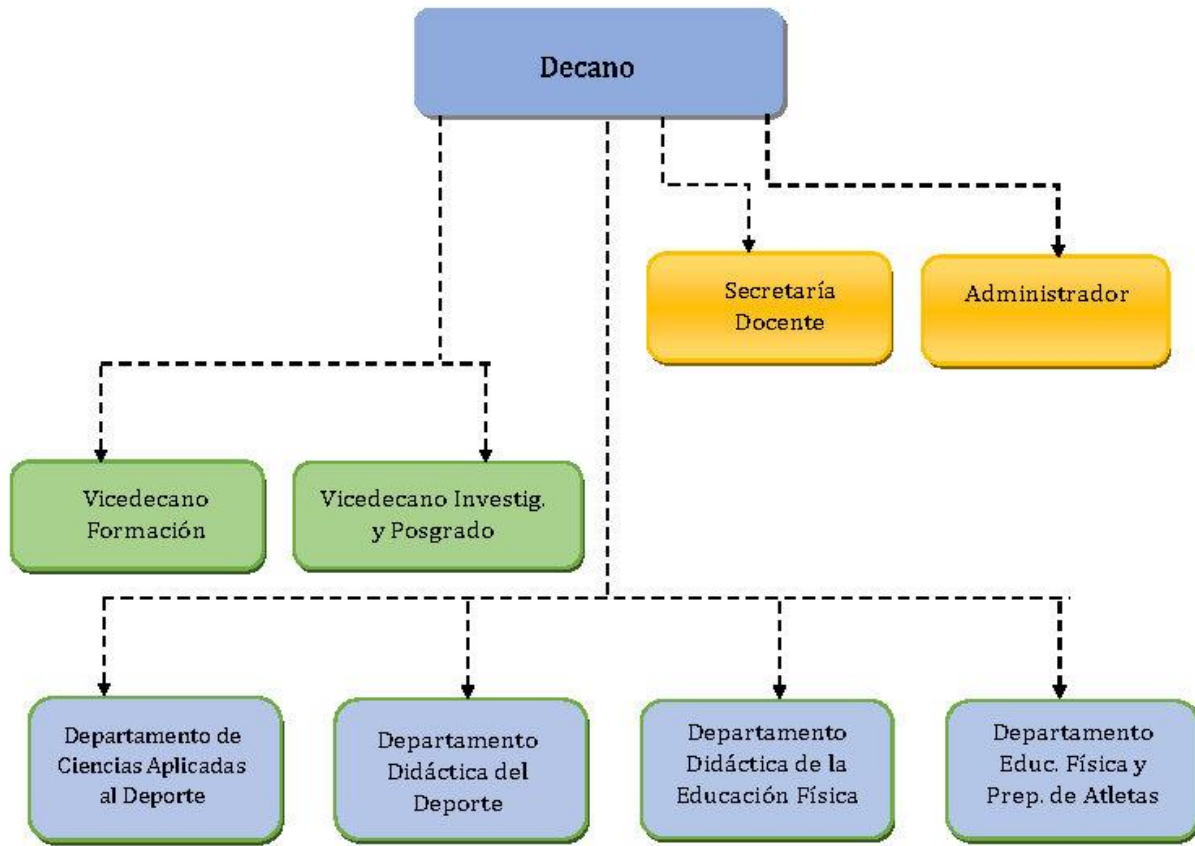 Decano
Secretaría
Docente
Administrador
Vicedecano
Formación
Vicedecano Investig.
y Posgrado
Departamento de
Ciencias Aplicadas
al Deporte
Departamento
Didáctica del
Deporte
Departamento
Didáctica de la
Educación Física
Departamento
Educ. Física y
Prep. de Atletas